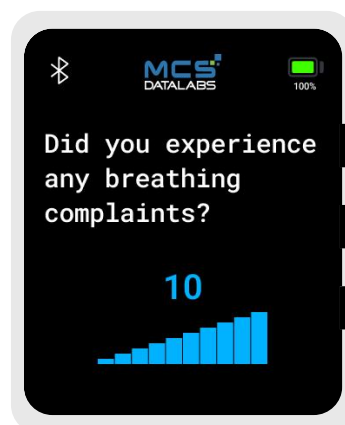 MCS
DATALABS
100%
Did you experience
any breathing
complaints?
10